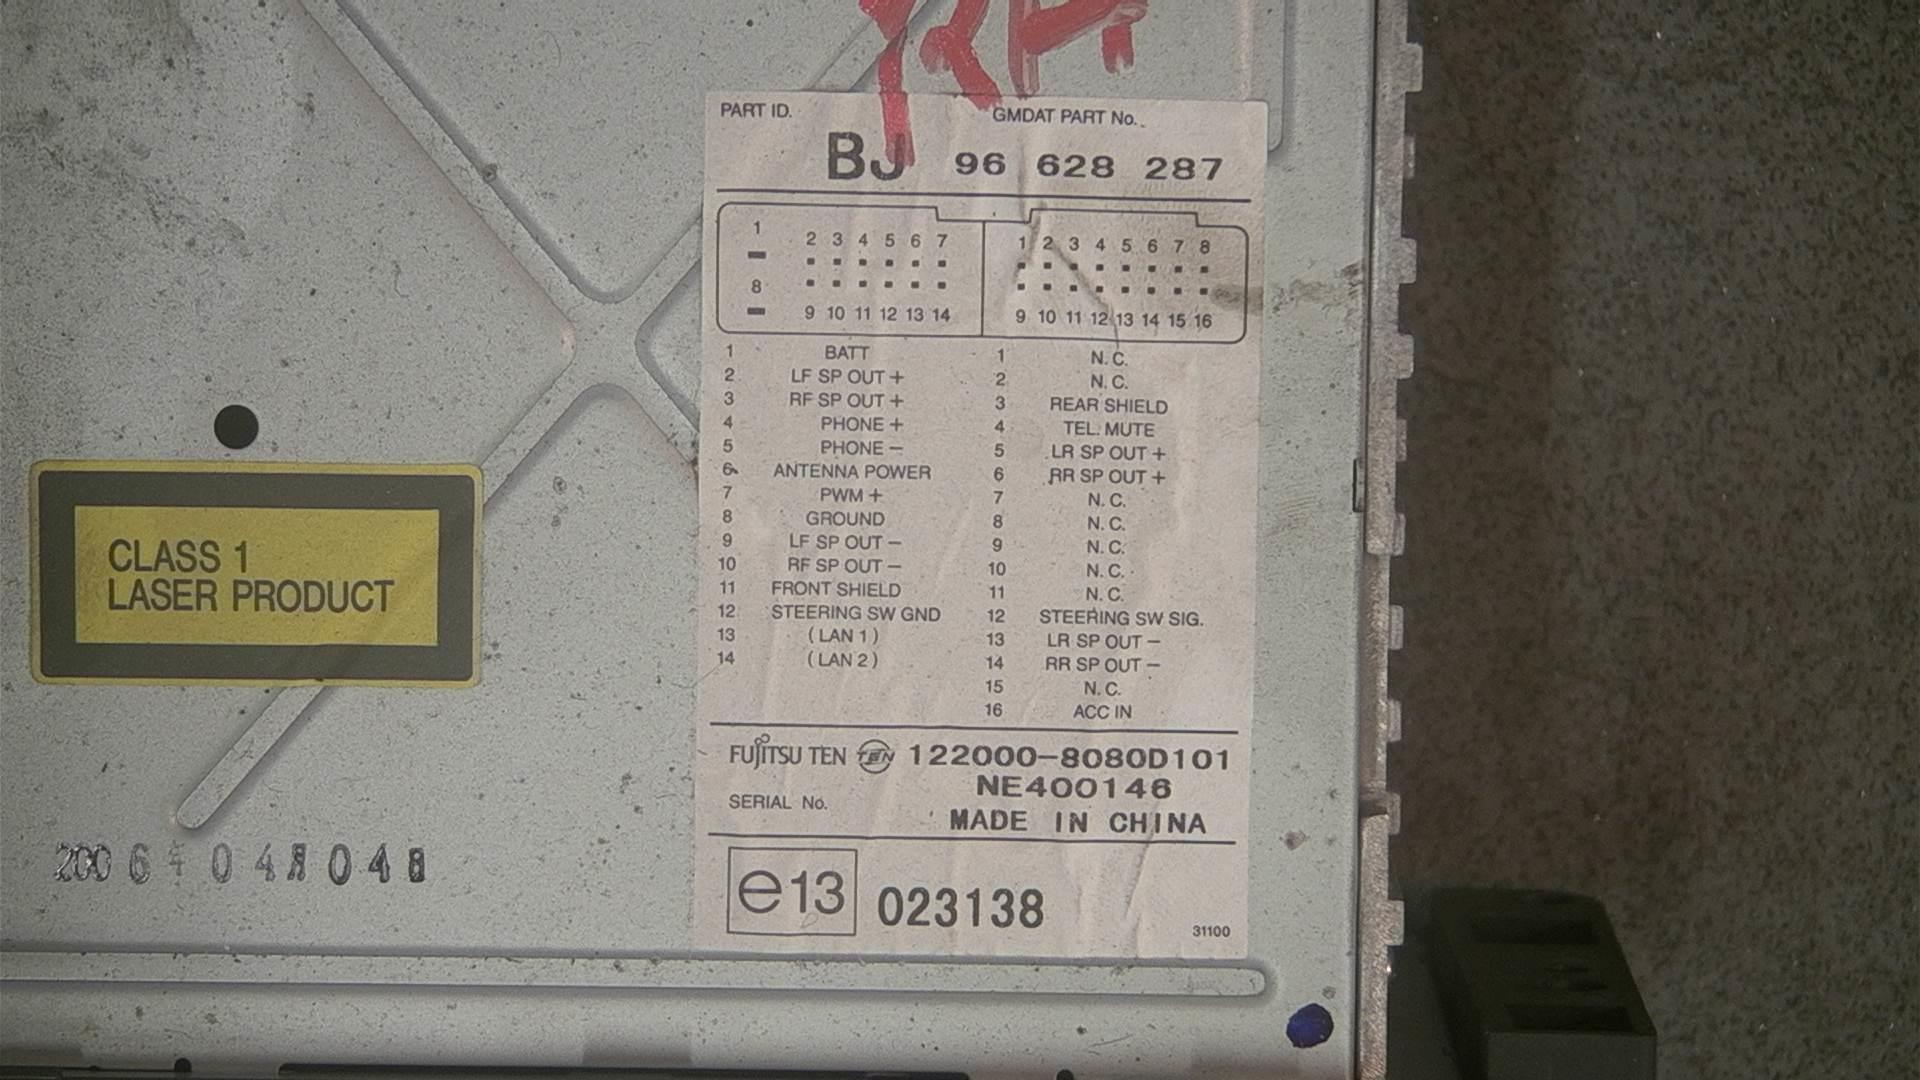 PART ID.
GMDAT PART No.
BJ 96 628 287
1 2 3 4 5 6 7
8 9 10 11 12 13 14
1 2 3 4 5 6 7 8
9 10 11 12 13 14 15 16
1 BATT
2 LF SP OUT +
3 RF SP OUT +
4 PHONE +
5 PHONE −
6 ANTENNA POWER
7 PWM +
8 GROUND
9 LF SP OUT −
10 RF SP OUT −
11 FRONT SHIELD
12 STEERING SW GND
13 ( LAN 1 )
14 ( LAN 2 )
1 N. C.
2 N. C.
3 REAR SHIELD
4 TEL. MUTE
5 LR SP OUT +
6 RR SP OUT +
7 N. C.
8 N. C.
9 N. C.
10 N. C.
11 N. C.
12 STEERING SW SIG.
13 LR SP OUT −
14 RR SP OUT −
15 N. C.
16 ACC IN
FUJITSU TEN TEN 122000-8080D101
NE400146
SERIAL No.
MADE IN CHINA
e13 023138
31100
CLASS 1
LASER PRODUCT